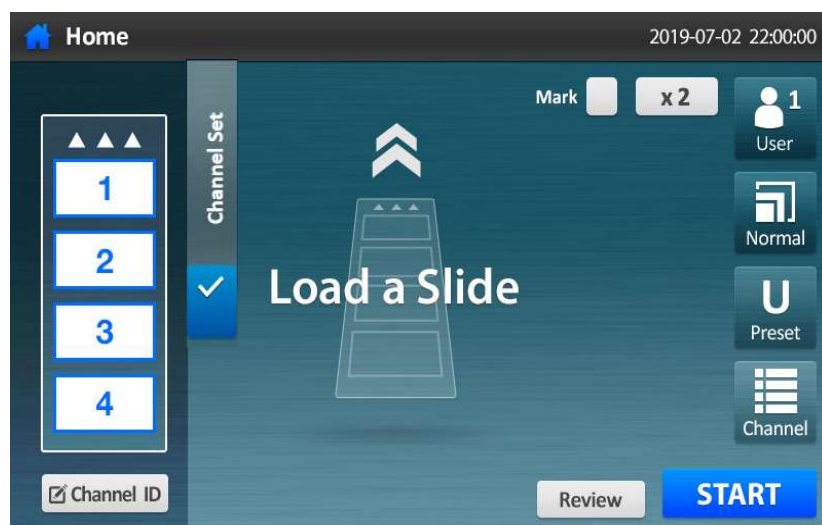 Home
2019-07-02 22:00:00
Channel Set
Mark
x 2
1
User
1
2
3
4
Load a Slide
Normal
U
Preset
Channel
Channel ID
Review
START